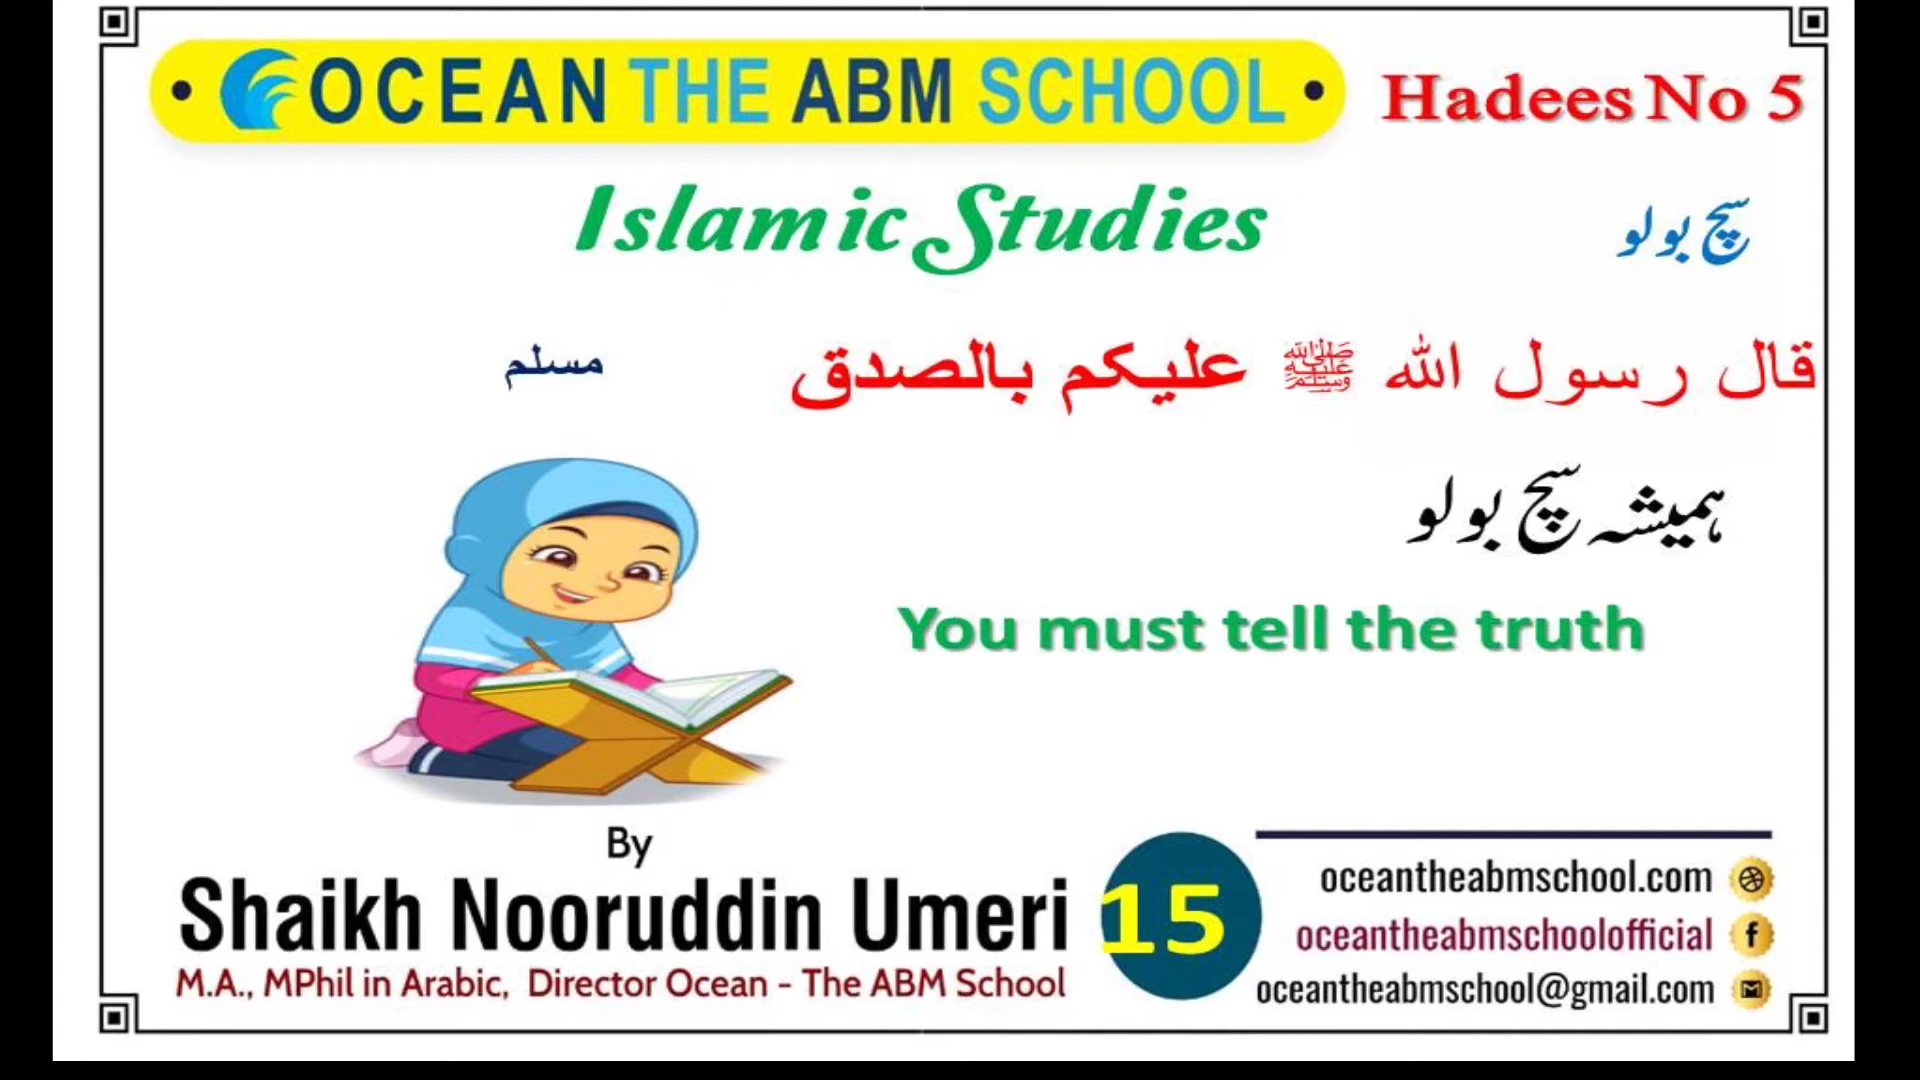 OCEAN THE ABM SCHOOL
Hadees No 5
Islamic Studies
سچ بولو
قال رسول الله ﷺ عليكم بالصدق
مسلم
ہمیشہ سچ بولو
You must tell the truth
By
Shaikh Nooruddin Umeri
M.A., MPhil in Arabic, Director Ocean - The ABM School
15
oceantheabmschool.com
oceantheabmschoolofficial
oceantheabmschool@gmail.com